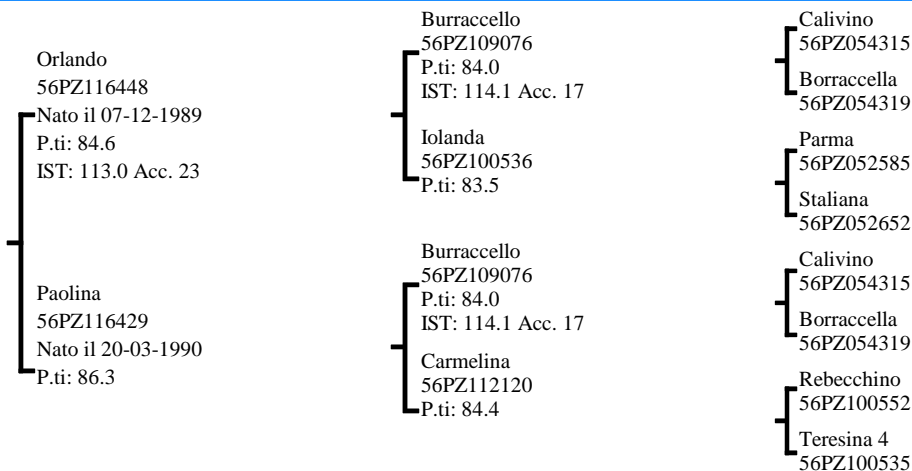 Orlando
56PZ116448
Nato il 07-12-1989
P.ti: 84.6
IST: 113.0 Acc. 23
Paolina
56PZ116429
Nato il 20-03-1990
P.ti: 86.3
Burraccello
56PZ109076
P.ti: 84.0
IST: 114.1 Acc. 17
Iolanda
56PZ100536
P.ti: 83.5
Burraccello
56PZ109076
P.ti: 84.0
IST: 114.1 Acc. 17
Carmelina
56PZ112120
P.ti: 84.4
Calivino
56PZ054315
Borraccella
56PZ054319
Parma
56PZ052585
Staliana
56PZ052652
Calivino
56PZ054315
Borraccella
56PZ054319
Rebecchino
56PZ100552
Teresina 4
56PZ100535